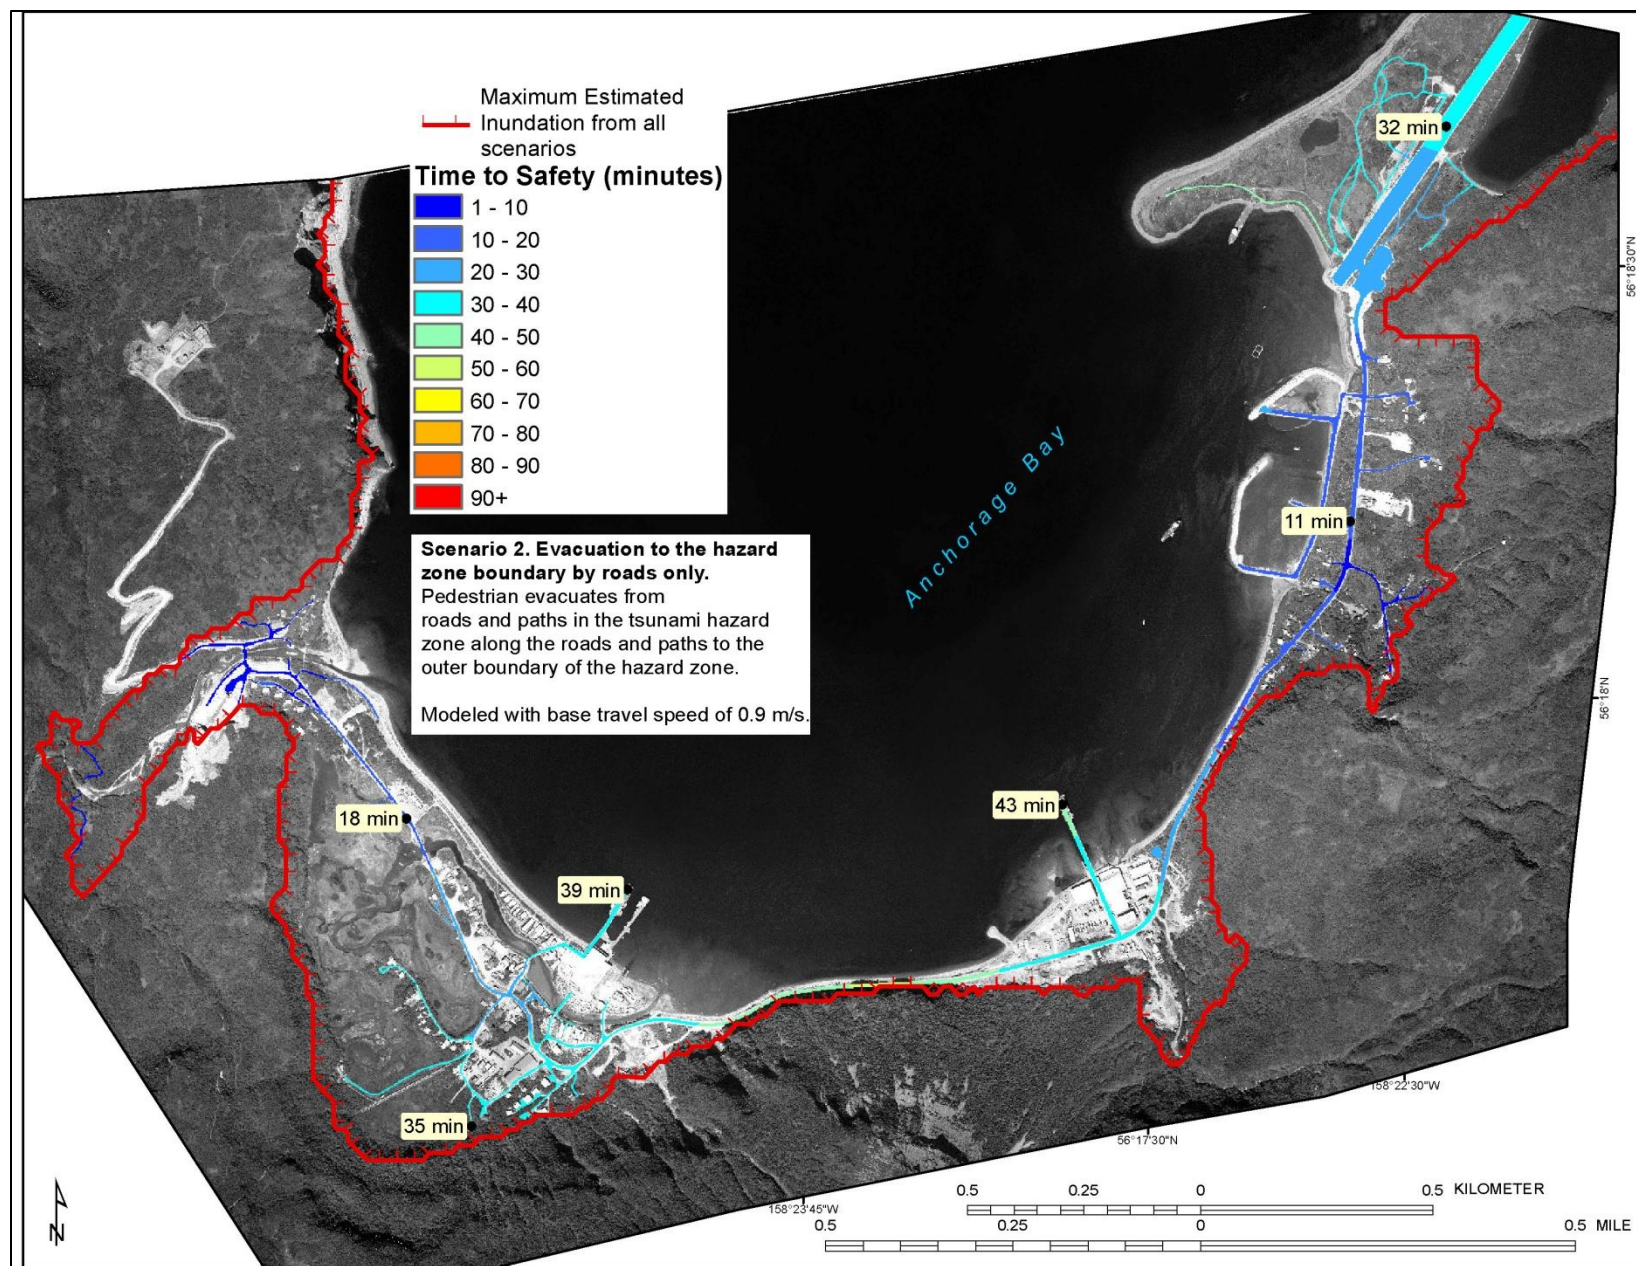 Maximum Estimated
Inundation from all
scenarios
Time to Safety (minutes)
1 - 10
10 - 20
20 - 30
30 - 40
40 - 50
50 - 60
60 - 70
70 - 80
80 - 90
90+
Scenario 2. Evacuation to the hazard
zone boundary by roads only.
Pedestrian evacuates from
roads and paths in the tsunami hazard
zone along the roads and paths to the
outer boundary of the hazard zone.
Modeled with base travel speed of 0.9 m/s.
Anchorage Bay
32 min
11 min
43 min
18 min
39 min
35 min
56°18'30"N
56°18'N
158°22'30"W
56°17'30"N
158°23'45"W
N
0.5 0.25 0 0.5 KILOMETER
0.5 0.25 0 0.5 MILE